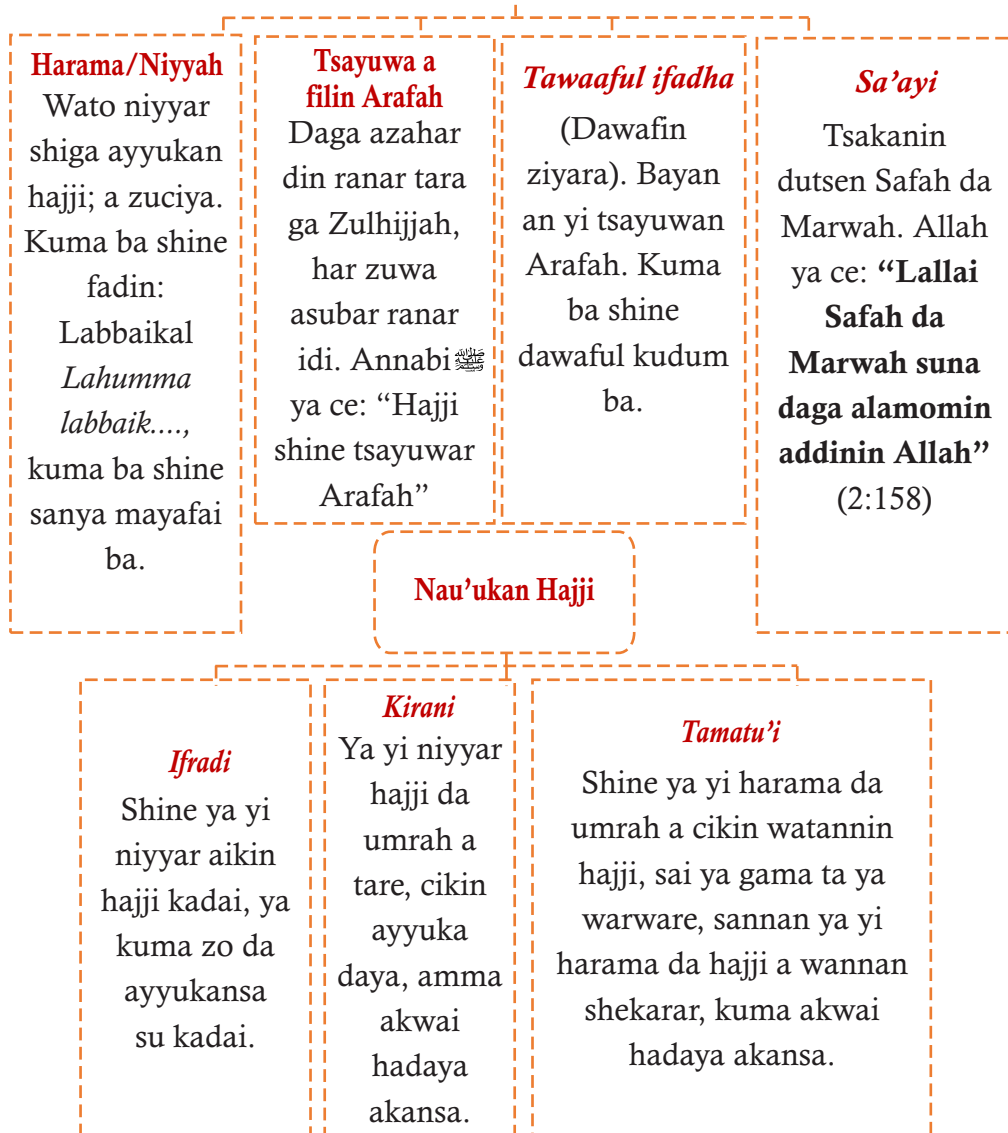 Harama/Niyyah
Wato niyyar
shiga ayyukan
hajji; a zuciya.
Kuma ba shine
fadin:
Labbaikal
Lahumma
labbaik....,
kuma ba shine
sanya mayafai
ba.
Tsayuwa a
filin Arafah
Daga azahar
din ranar tara
ga Zulhijjah,
har zuwa
asubar ranar
idi. Annabi ﷺ
ya ce: “Hajji
shine tsayuwar
Arafah”
Tawaaful ifadha
(Dawafin
ziyara). Bayan
an yi tsayuwan
Arafah. Kuma
ba shine
dawaful kudum
ba.
Sa’ayi
Tsakanin
dutsen Safah da
Marwah. Allah
ya ce: “Lallai
Safah da
Marwah suna
daga alamomin
addinin Allah”
(2:158)
Nau’ukan Hajji
Ifradi
Shine ya yi
niyyar aikin
hajji kadai, ya
kuma zo da
ayyukansa
su kadai.
Kirani
Ya yi niyyar
hajji da
umrah a
tare, cikin
ayyuka
daya, amma
akwai
hadaya
akansa.
Tamatu’i
Shine ya yi harama da
umrah a cikin watannin
hajji, sai ya gama ta ya
warware, sannan ya yi
harama da hajji a wannan
shekarar, kuma akwai
hadaya akansa.